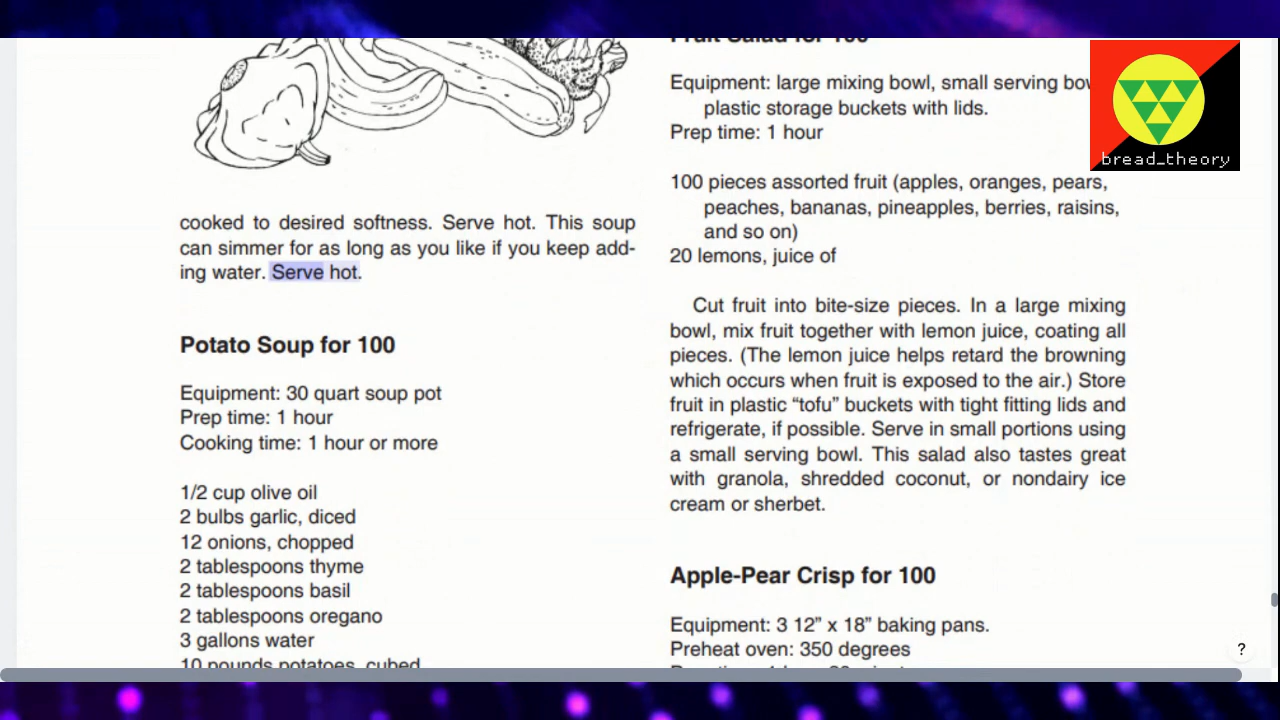 cooked to desired softness. Serve hot. This soup
can simmer for as long as you like if you keep add-
ing water. Serve hot.
Potato Soup for 100
Equipment: 30 quart soup pot
Prep time: 1 hour
Cooking time: 1 hour or more
1/2 cup olive oil
2 bulbs garlic, diced
12 onions, chopped
2 tablespoons thyme
2 tablespoons basil
2 tablespoons oregano
3 gallons water
10 pounds potatoes, cubed
Fruit Salad for 100
Equipment: large mixing bowl, small serving
plastic storage buckets with lids.
Prep time: 1 hour
100 pieces assorted fruit (apples, oranges, pears,
peaches, bananas, pineapples, berries, raisins,
and so on)
20 lemons, juice of
Cut fruit into bite-size pieces. In a large mixing
bowl, mix fruit together with lemon juice, coating all
pieces. (The lemon juice helps retard the browning
which occurs when fruit is exposed to the air.) Store
fruit in plastic “tofu” buckets with tight fitting lids and
refrigerate, if possible. Serve in small portions using
a small serving bowl. This salad also tastes great
with granola, shredded coconut, or nondairy ice
cream or sherbet.
Apple-Pear Crisp for 100
Equipment: 3 12” x 18” baking pans.
Preheat oven: 350 degrees
bread_theory
?